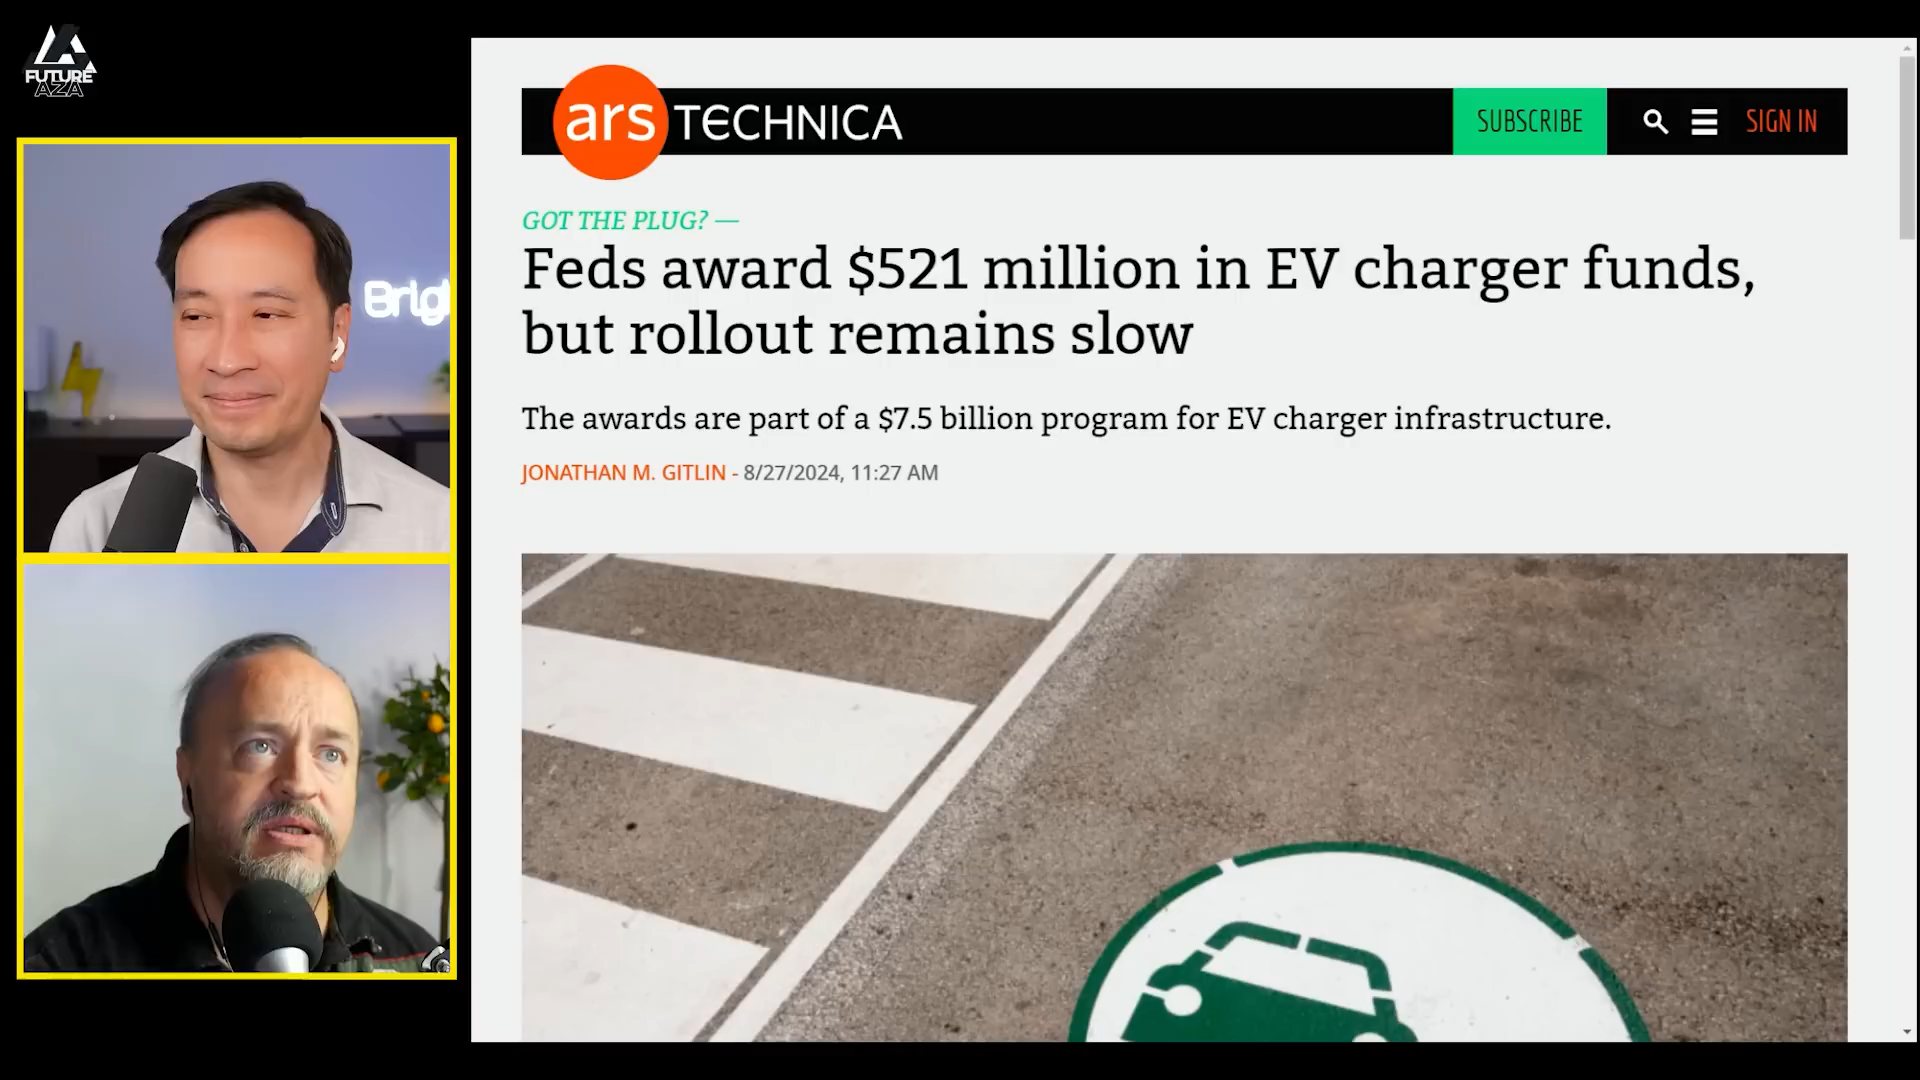 FUTURE
AZA
Brig
ars TECHNICA
SUBSCRIBE
SIGN IN
GOT THE PLUG? —
Feds award $521 million in EV charger funds,
but rollout remains slow
The awards are part of a $7.5 billion program for EV charger infrastructure.
JONATHAN M. GITLIN - 8/27/2024, 11:27 AM